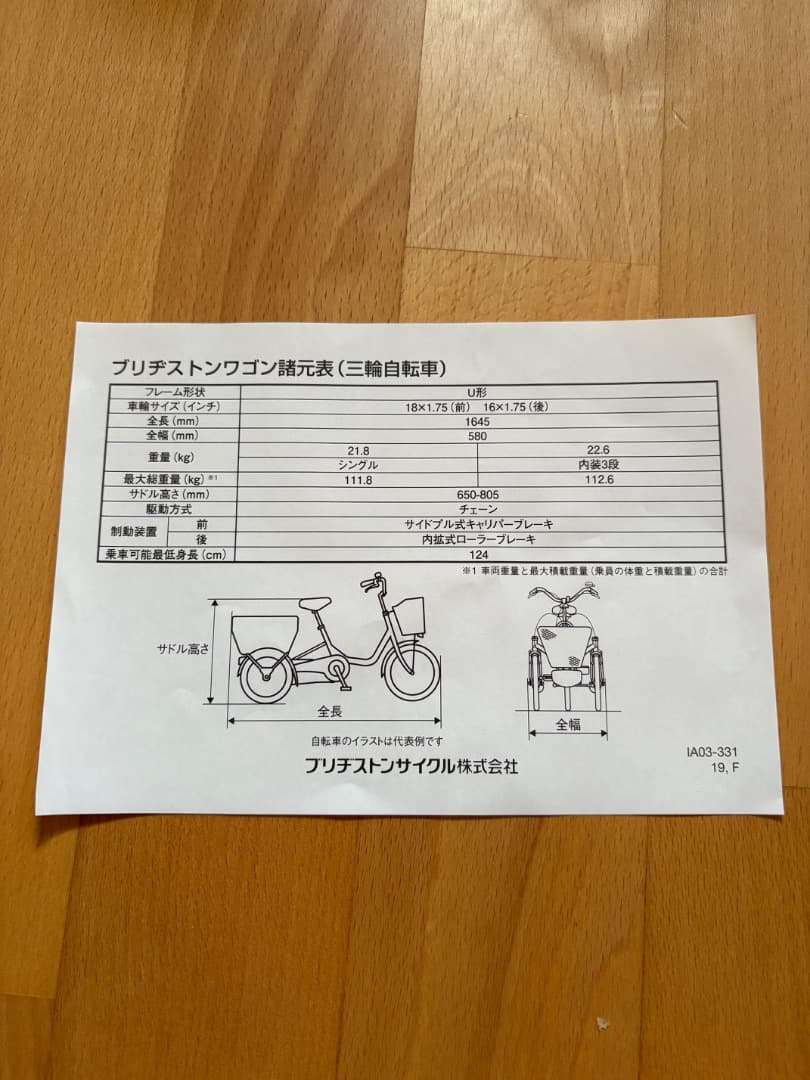 ブリヂストンワゴン諸元表(三輪自転車)
フレーム形状 U形
車輪サイズ(インチ) 18×1.75(前) 16×1.75(後)
全長(mm) 1645
全幅(mm) 580
重量(kg) 21.8 22.6
シングル 内装3段
最大総重量(kg)※1 111.8 112.6
サドル高さ(mm) 650-805
駆動方式 チェーン
制動装置 前 サイドプル式キャリパーブレーキ
後 内拡式ローラーブレーキ
乗車可能最低身長(cm) 124
※1 車両重量と最大積載重量(乗員の体重と積載重量)の合計
サドル高さ
全長
全幅
自転車のイラストは代表例です
ブリヂストンサイクル株式会社
IA03-331
19, F